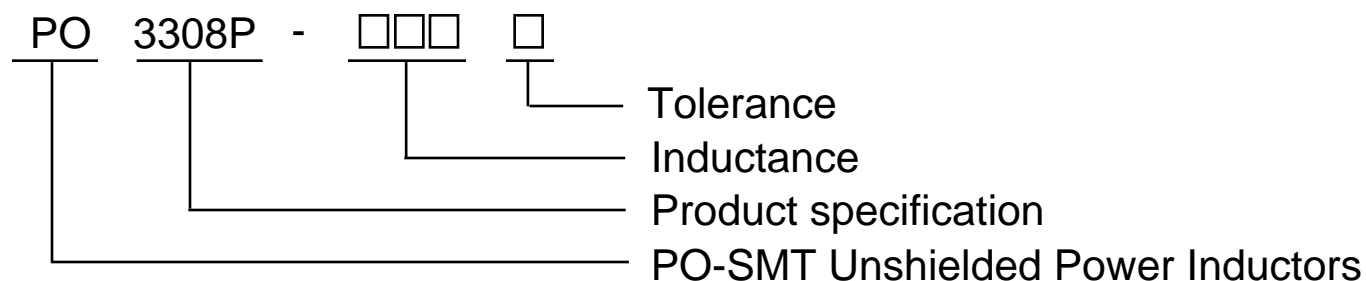 PO 3308P - □□□ □
Tolerance
Inductance
Product specification
PO-SMT Unshielded Power Inductors